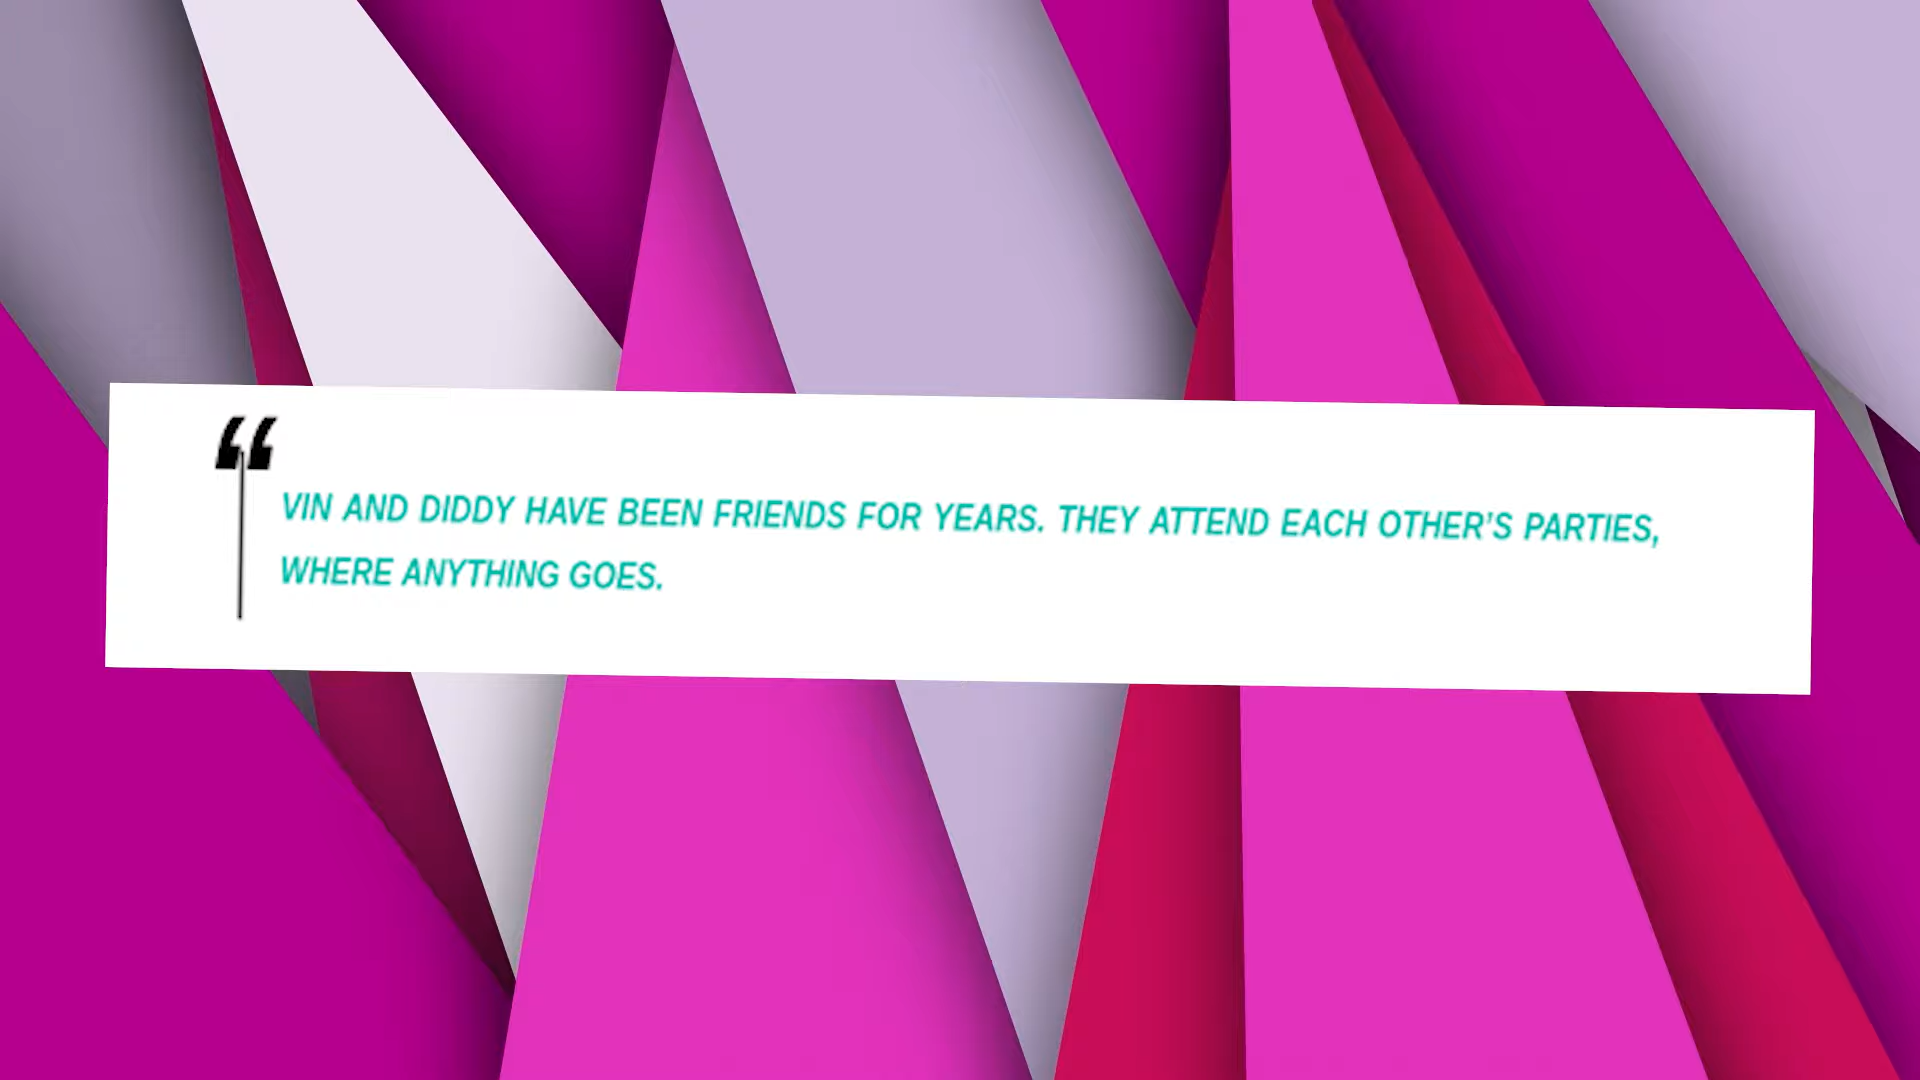 “
VIN AND DIDDY HAVE BEEN FRIENDS FOR YEARS. THEY ATTEND EACH OTHER’S PARTIES,
WHERE ANYTHING GOES.